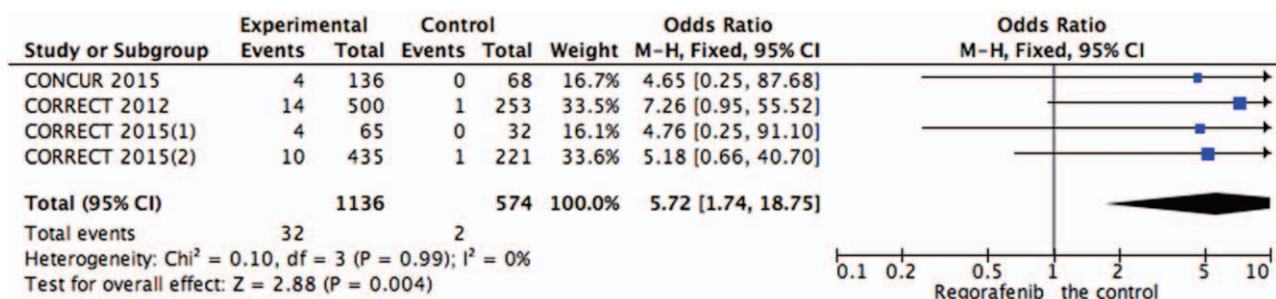 Experimental Control Odds Ratio Odds Ratio
Study or Subgroup Events Total Events Total Weight M-H, Fixed, 95% CI M-H, Fixed, 95% CI
CONCUR 2015 4 136 0 68 16.7% 4.65 [0.25, 87.68]
CORRECT 2012 14 500 1 253 33.5% 7.26 [0.95, 55.52]
CORRECT 2015(1) 4 65 0 32 16.1% 4.76 [0.25, 91.10]
CORRECT 2015(2) 10 435 1 221 33.6% 5.18 [0.66, 40.70]
Total (95% CI) 1136 574 100.0% 5.72 [1.74, 18.75]
Total events 32 2
Heterogeneity: Chi² = 0.10, df = 3 (P = 0.99); I² = 0%
Test for overall effect: Z = 2.88 (P = 0.004)
0.1 0.2 0.5 1 2 5 10
Regorafenib the control